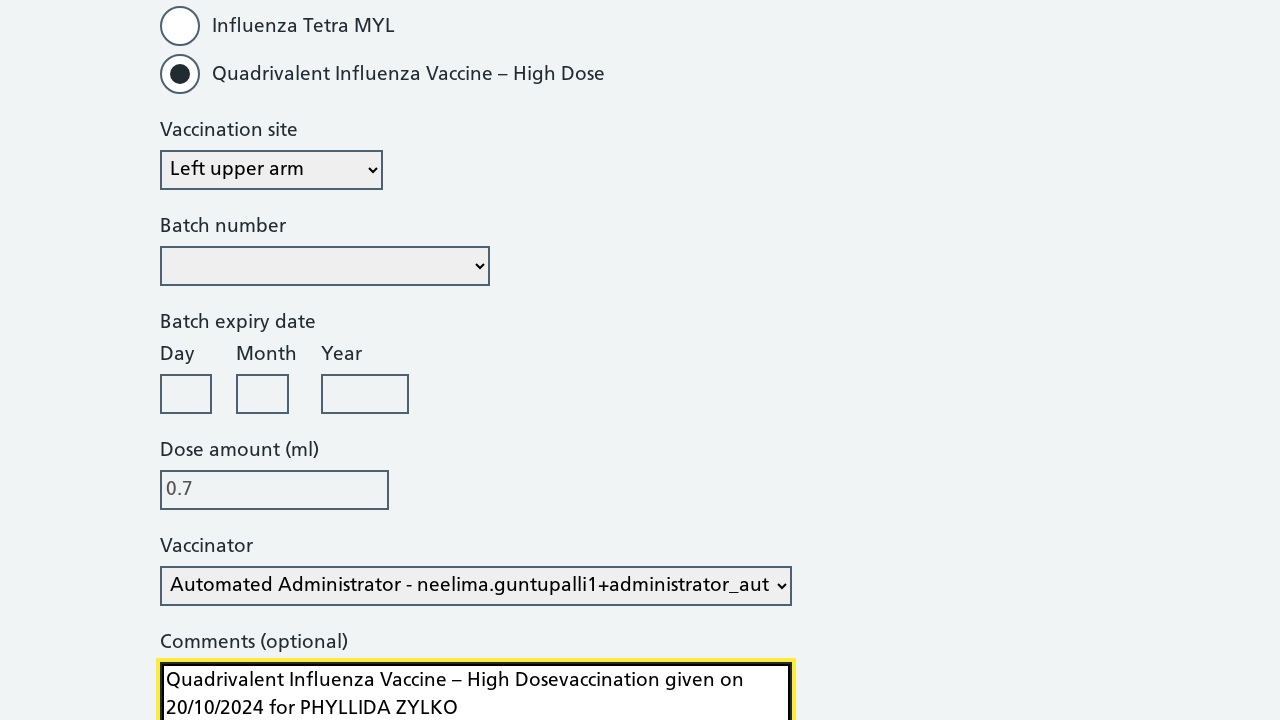 Influenza Tetra MYL
Quadrivalent Influenza Vaccine – High Dose
Vaccination site
Left upper arm
Batch number
Batch expiry date
Day Month Year
Dose amount (ml)
0.7
Vaccinator
Automated Administrator - neelima.guntupalli1+administrator_aut
Comments (optional)
Quadrivalent Influenza Vaccine – High Dosevaccination given on
20/10/2024 for PHYLLIDA ZYLKO